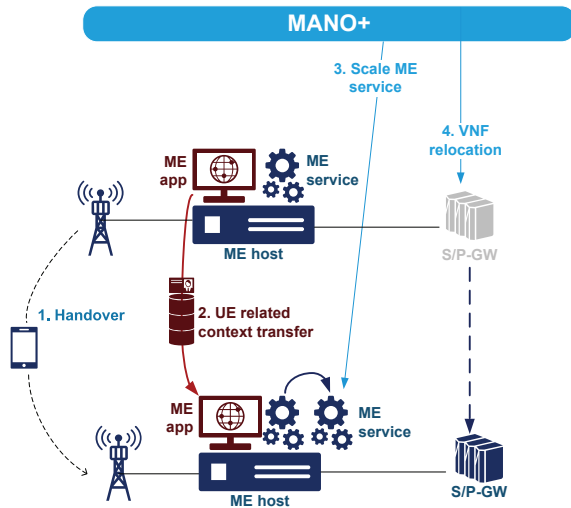 MANO+
3. Scale ME
service
4. VNF
relocation
ME
app
ME
service
ME host
S/P-GW
1. Handover
2. UE related
context transfer
ME
app
ME
service
ME host
S/P-GW